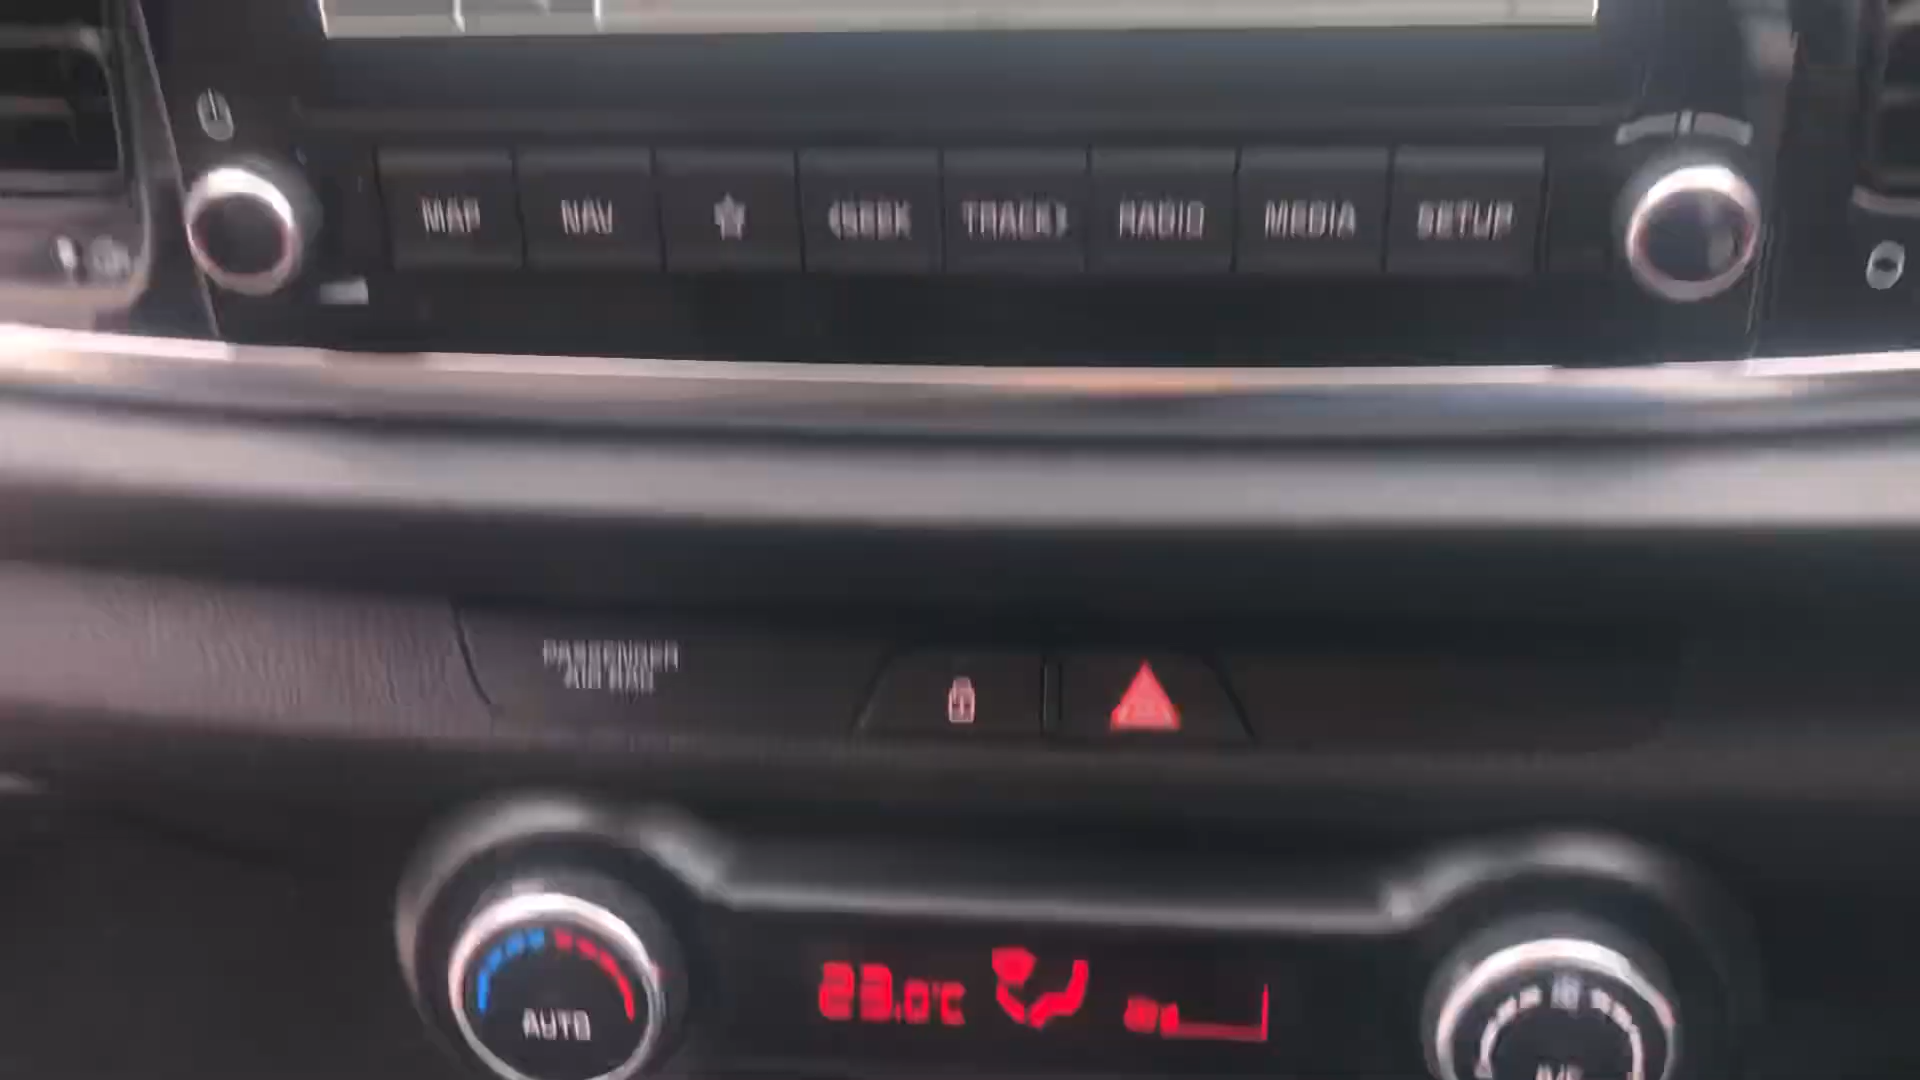 MAP NAV <SEEK TRACK> RADIO MEDIA SETUP
PASSENGER
AIR BAG
23.0°C
AUTO